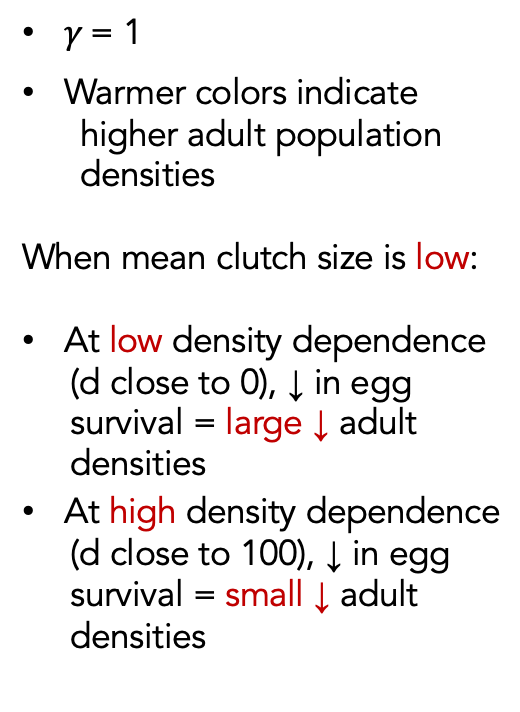 • γ = 1
• Warmer colors indicate
higher adult population
densities
When mean clutch size is low:
• At low density dependence
(d close to 0), ↓ in egg
survival = large ↓ adult
densities
• At high density dependence
(d close to 100), ↓ in egg
survival = small ↓ adult
densities